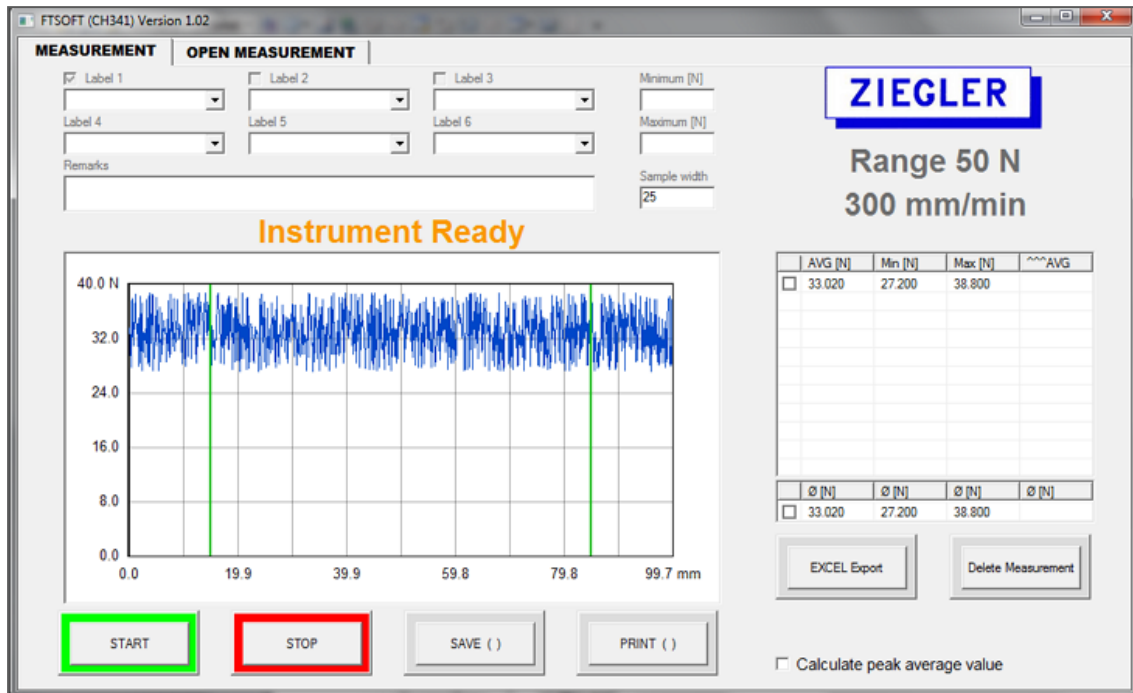 FTSOFT (CH341) Version 1.02
MEASUREMENT OPEN MEASUREMENT
Label 1 Label 2 Label 3 Minimum [N]
Label 4 Label 5 Label 6 Maximum [N]
Remarks
Sample width
25
ZIEGLER
Range 50 N
300 mm/min
Instrument Ready
40.0 N
32.0
24.0
16.0
8.0
0.0
0.0 19.9 39.9 59.8 79.8 99.7 mm
AVG [N] Min [N] Max [N] ^^^AVG
33.020 27.200 38.800
Ø [N] Ø [N] Ø [N] Ø [N]
33.020 27.200 38.800
EXCEL Export Delete Measurement
START STOP SAVE ( ) PRINT ( )
Calculate peak average value